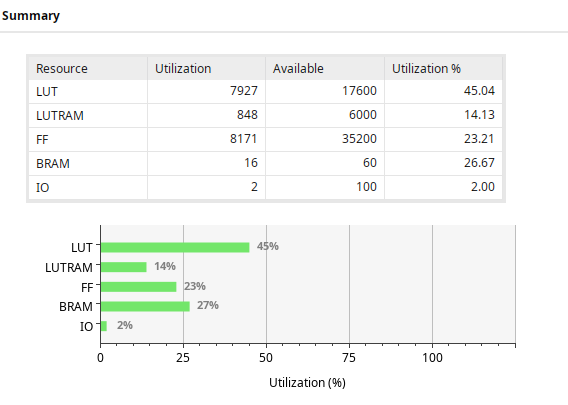 Summary
Resource Utilization Available Utilization %
LUT 7927 17600 45.04
LUTRAM 848 6000 14.13
FF 8171 35200 23.21
BRAM 16 60 26.67
IO 2 100 2.00
LUT 45%
LUTRAM 14%
FF 23%
BRAM 27%
IO 2%
0 25 50 75 100
Utilization (%)